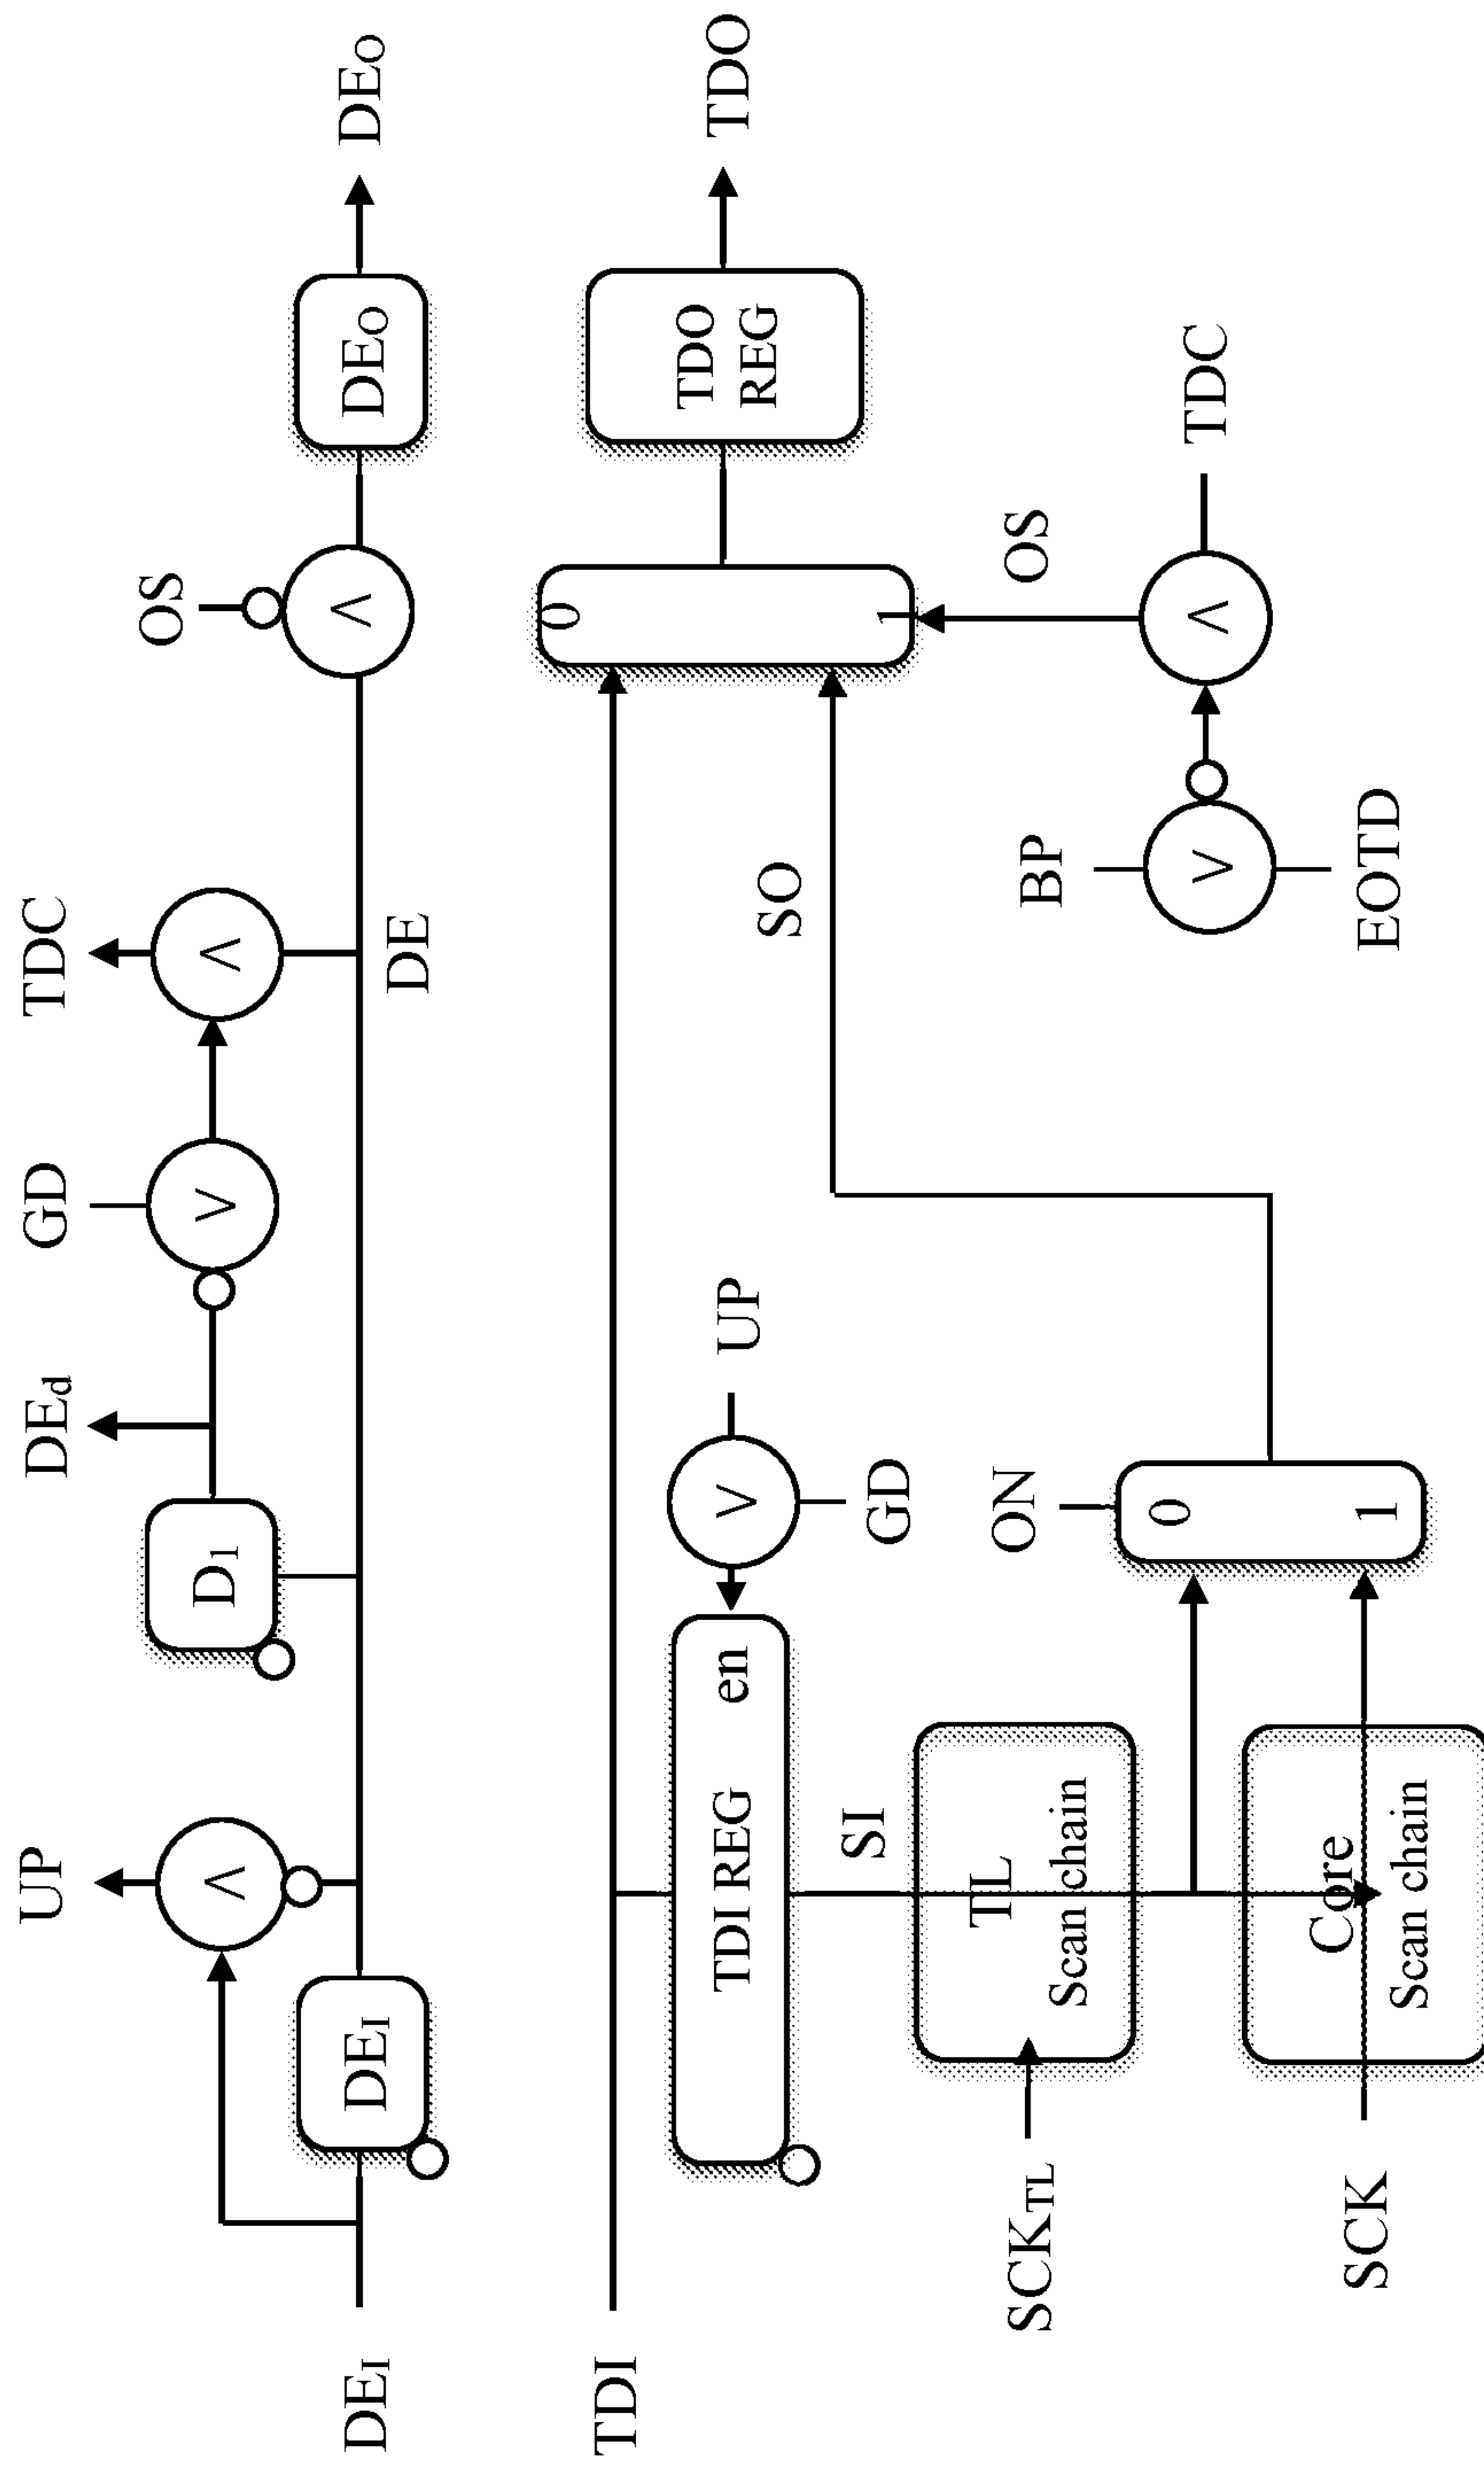 UP
DEd
GD
TDC
OS
∧
D1
∨
∧
DEI
DEI
∧
DEO
DEO
DE
TDI
0
TDO
REG
TDO
TDI REG en
∨
UP
SO
SI
GD
1
TL
Scan chain
SCKTL
ON
OS
BP
0
∨
∧
TDC
Core
Scan chain
SCK
1
EOTD